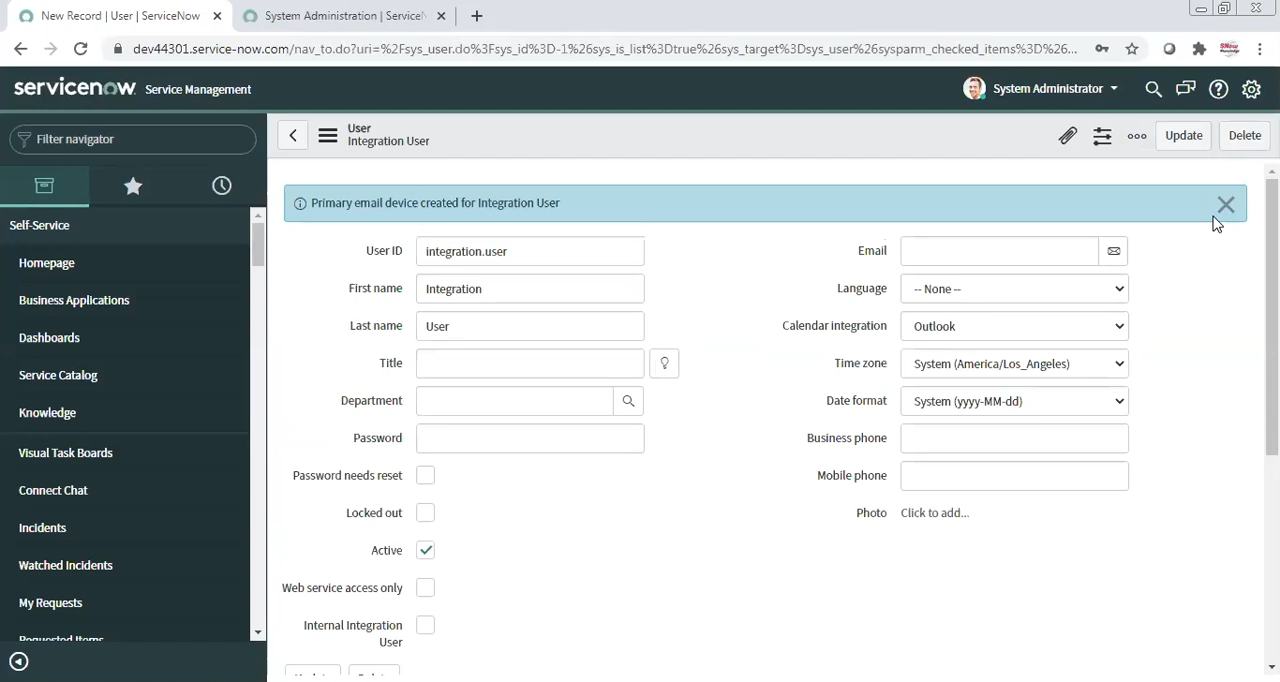 New Record | User | ServiceNow
System Administration | ServiceN
dev44301.service-now.com/nav_to.do?uri=%2Fsys_user.do%3Fsys_id%3D-1%26sys_is_list%3Dtrue%26sys_target%3Dsys_user%26sysparm_checked_items%3D%26...
servicenow Service Management
System Administrator
Filter navigator
User
Integration User
Update
Delete
Self-Service
Homepage
Business Applications
Dashboards
Service Catalog
Knowledge
Visual Task Boards
Connect Chat
Incidents
Watched Incidents
My Requests
Requested Items
Primary email device created for Integration User
User ID integration.user
First name Integration
Last name User
Title
Department
Password
Password needs reset
Locked out
Active
Web service access only
Internal Integration
User
Email
Language -- None --
Calendar integration Outlook
Time zone System (America/Los_Angeles)
Date format System (yyyy-MM-dd)
Business phone
Mobile phone
Photo Click to add...